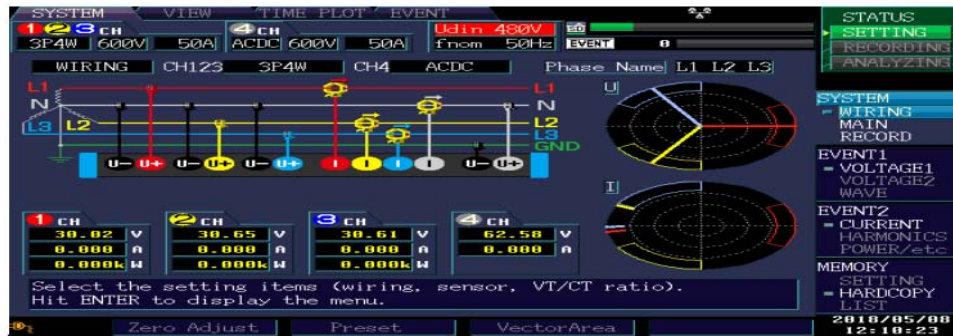 SYSTEM VIEW TIME PLOT EVENT
1 2 3 CH 4 CH Udin 480V SD
3P4W 600V 50A ACDC 600V 50A fnom 50Hz EVENT 0
WIRING CH123 3P4W CH4 ACDC Phase Name L1 L2 L3
L1 L1
N N
L3 L2 L2
L3
GND
U- U+ U- U+ U- U+ I I I I U- U+
U
I
1 CH 2 CH 3 CH 4 CH
30.02 V 30.65 V 30.61 V 62.58 V
0.000 A 0.000 A 0.000 A 0.000 A
0.000k W 0.000k W 0.000k W
Select the setting items (wiring, sensor, VT/CT ratio).
Hit ENTER to display the menu.
Zero Adjust Preset VectorArea
STATUS
SETTING
RECORDING
ANALYZING
SYSTEM
WIRING
MAIN
RECORD
EVENT1
VOLTAGE1
VOLTAGE2
WAVE
EVENT2
CURRENT
HARMONICS
POWER/etc
MEMORY
SETTING
HARDCOPY
LIST
2018/05/08
12:10:23